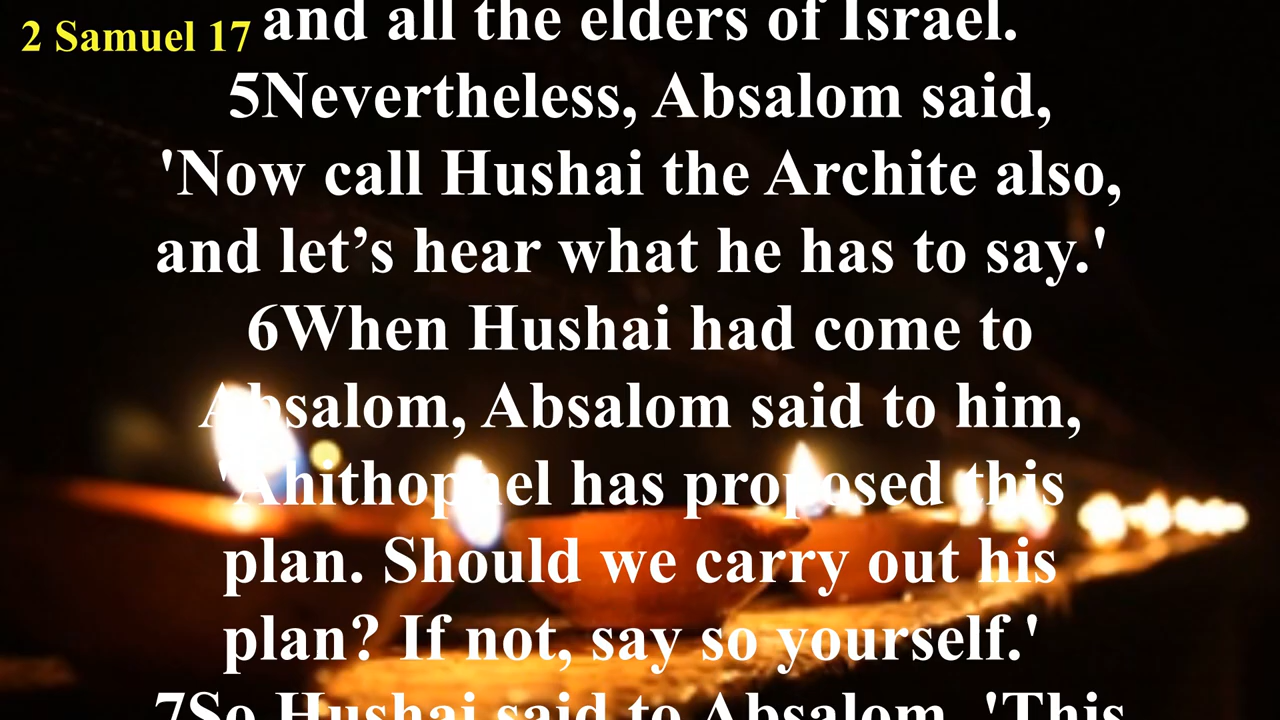 2 Samuel 17
and all the elders of Israel.
5Nevertheless, Absalom said,
'Now call Hushai the Archite also,
and let’s hear what he has to say.'
6When Hushai had come to
Absalom, Absalom said to him,
'Ahithophel has proposed this
plan. Should we carry out his
plan? If not, say so yourself.'
7So Hushai said to Absalom, 'This